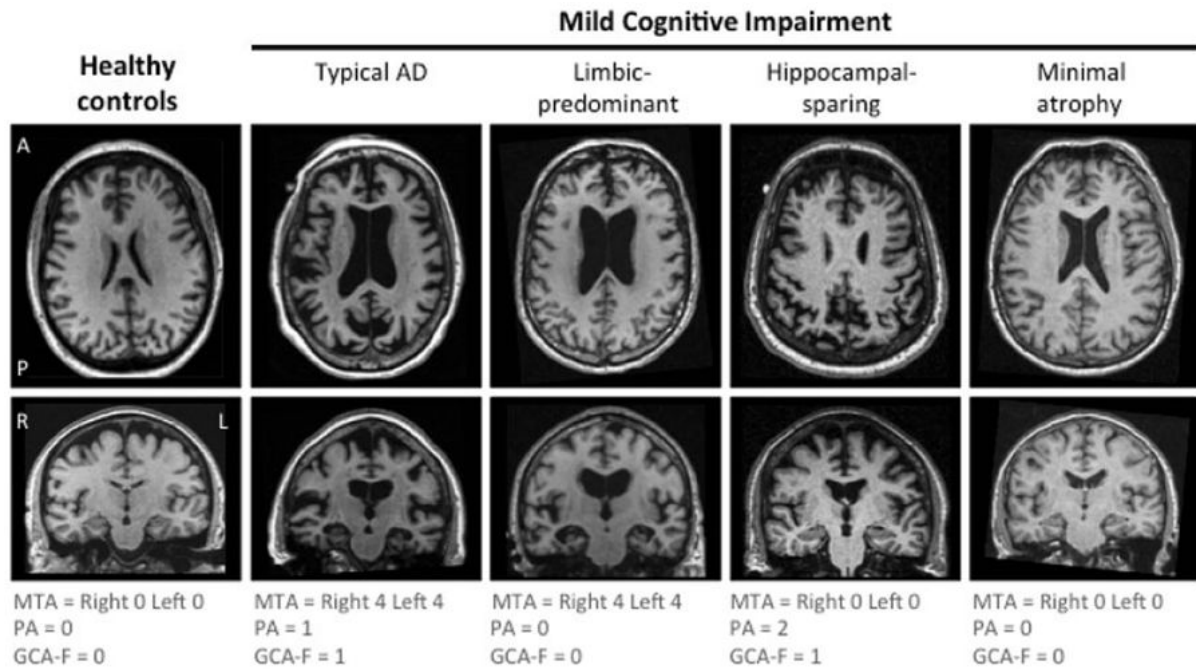 Mild Cognitive Impairment
Healthy
controls
Typical AD
Limbic-
predominant
Hippocampal-
sparing
Minimal
atrophy
A
P
R L
MTA = Right 0 Left 0
PA = 0
GCA-F = 0
MTA = Right 4 Left 4
PA = 1
GCA-F = 1
MTA = Right 4 Left 4
PA = 0
GCA-F = 0
MTA = Right 0 Left 0
PA = 2
GCA-F = 1
MTA = Right 0 Left 0
PA = 0
GCA-F = 0